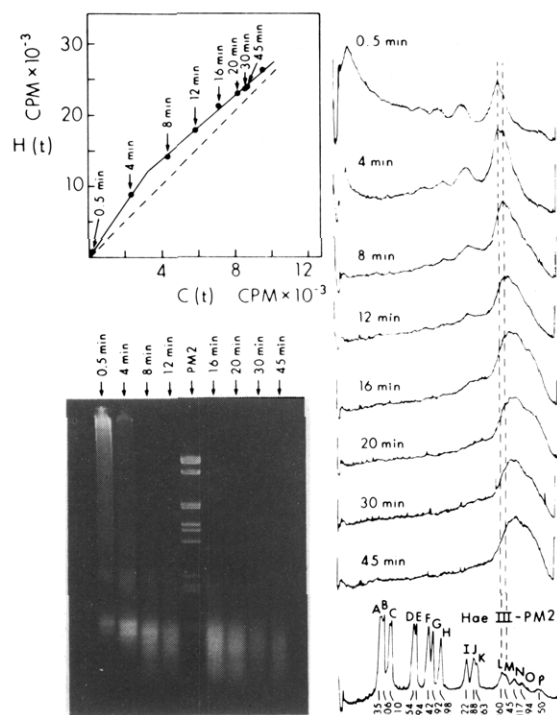 30
20
10
CPM × 10⁻³
H (t)
0.5 min
4 min
8 min
12 min
16 min
20 min
30 min
45 min
4
8
12
C (t) CPM × 10⁻³
0.5 min
4 min
8 min
12 min
PM2
16 min
20 min
30 min
45 min
0.5 min
4 min
8 min
12 min
16 min
20 min
30 min
45 min
Hae III - PM2
A B C DE F G H I J K L M N O P